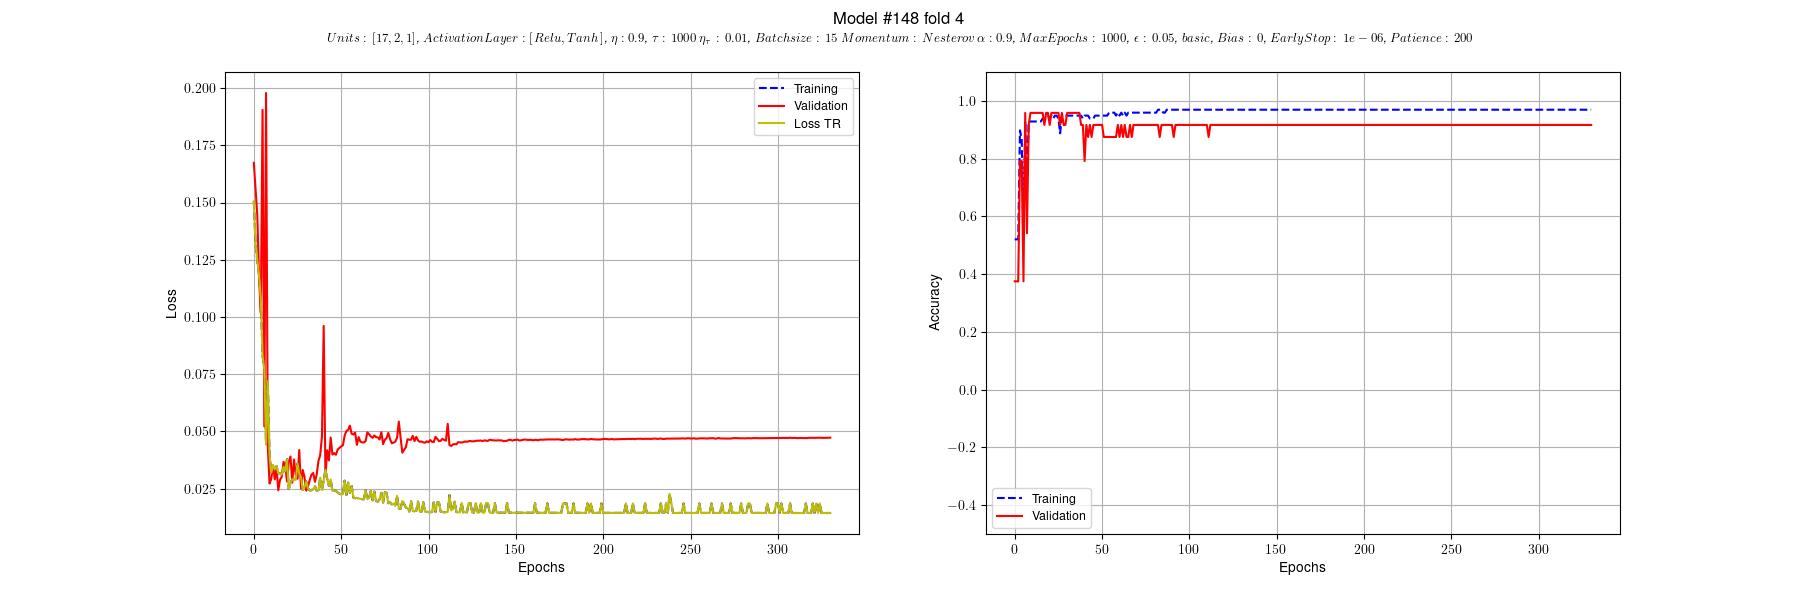 Model #148 fold 4
Units : [17, 2, 1], ActivationLayer : [Relu, Tanh], η : 0.9, τ : 1000 ητ : 0.01, Batchsize : 15 Momentum : Nesterov α : 0.9, MaxEpochs : 1000, ϵ : 0.05, basic, Bias : 0, EarlyStop : 1e − 06, Patience : 200
Training
Validation
Loss TR
0.200
0.175
0.150
0.125
0.100
0.075
0.050
0.025
Loss
0 50 100 150 200 250 300
Epochs
1.0
0.8
0.6
0.4
0.2
0.0
−0.2
−0.4
Accuracy
Training
Validation
0 50 100 150 200 250 300
Epochs